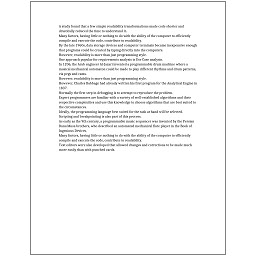 A study found that a few simple readability transformations made code shorter and
drastically reduced the time to understand it.
Many factors, having little or nothing to do with the ability of the computer to efficiently
compile and execute the code, contribute to readability.
By the late 1960s, data storage devices and computer terminals became inexpensive enough
that programs could be created by typing directly into the computers.
However, readability is more than just programming style.
One approach popular for requirements analysis is Use Case analysis.
In 1206, the Arab engineer Al-Jazari invented a programmable drum machine where a
musical mechanical automaton could be made to play different rhythms and drum patterns,
via pegs and cams.
However, readability is more than just programming style.
However, Charles Babbage had already written his first program for the Analytical Engine in
1837.
Normally the first step in debugging is to attempt to reproduce the problem.
Expert programmers are familiar with a variety of well-established algorithms and their
respective complexities and use this knowledge to choose algorithms that are best suited to
the circumstances.
Ideally, the programming language best suited for the task at hand will be selected.
Scripting and breakpointing is also part of this process.
As early as the 9th century, a programmable music sequencer was invented by the Persian
Banu Musa brothers, who described an automated mechanical flute player in the Book of
Ingenious Devices.
Many factors, having little or nothing to do with the ability of the computer to efficiently
compile and execute the code, contribute to readability.
Text editors were also developed that allowed changes and corrections to be made much
more easily than with punched cards.